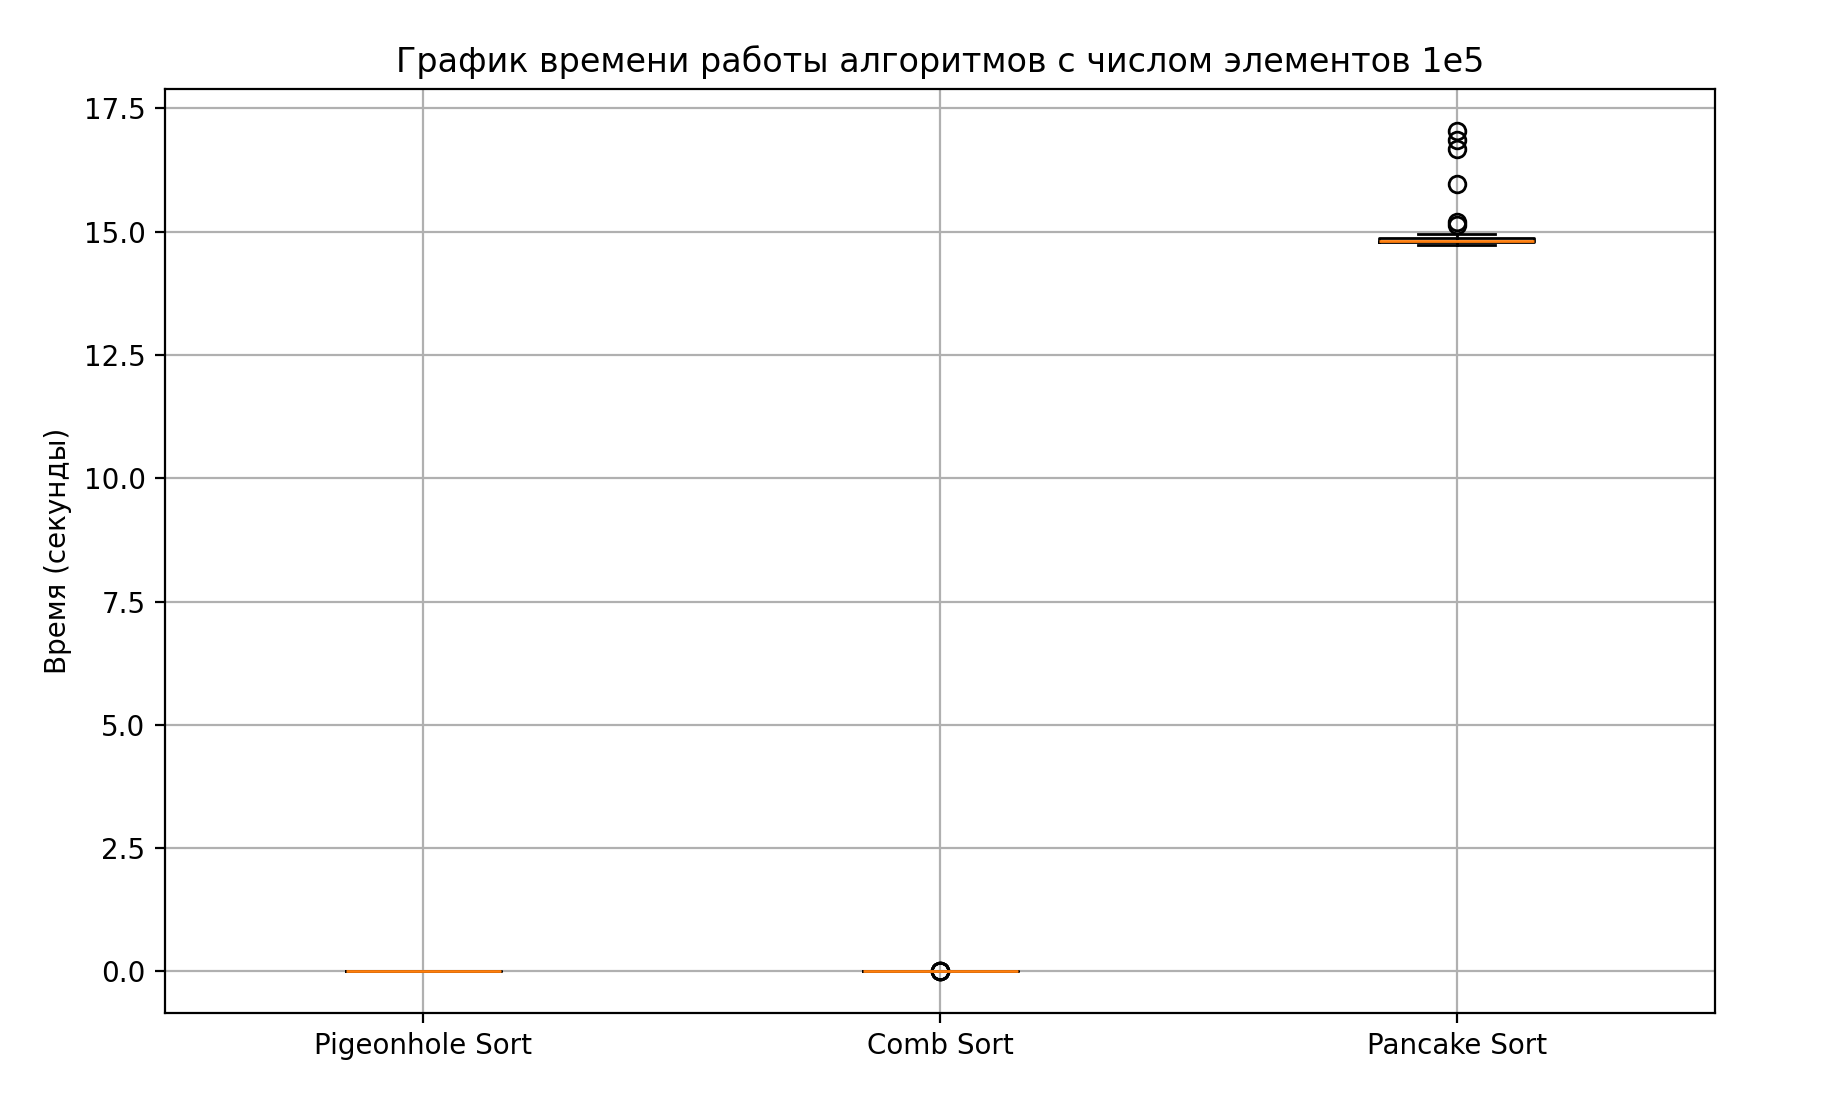 График времени работы алгоритмов с числом элементов 1e5
17.5
15.0
12.5
10.0
7.5
5.0
2.5
0.0
Время (секунды)
Pigeonhole Sort
Comb Sort
Pancake Sort